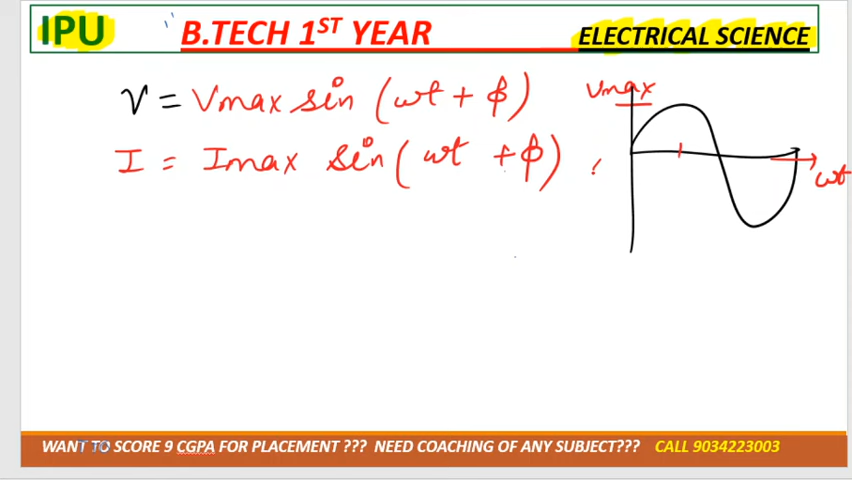 IPU B.TECH 1ST YEAR ELECTRICAL SCIENCE
V = Vmax sin (ωt + ϕ)
I = Imax sin (ωt + ϕ)
Vmax
ωt
WANT TO SCORE 9 CGPA FOR PLACEMENT ??? NEED COACHING OF ANY SUBJECT??? CALL 9034223003